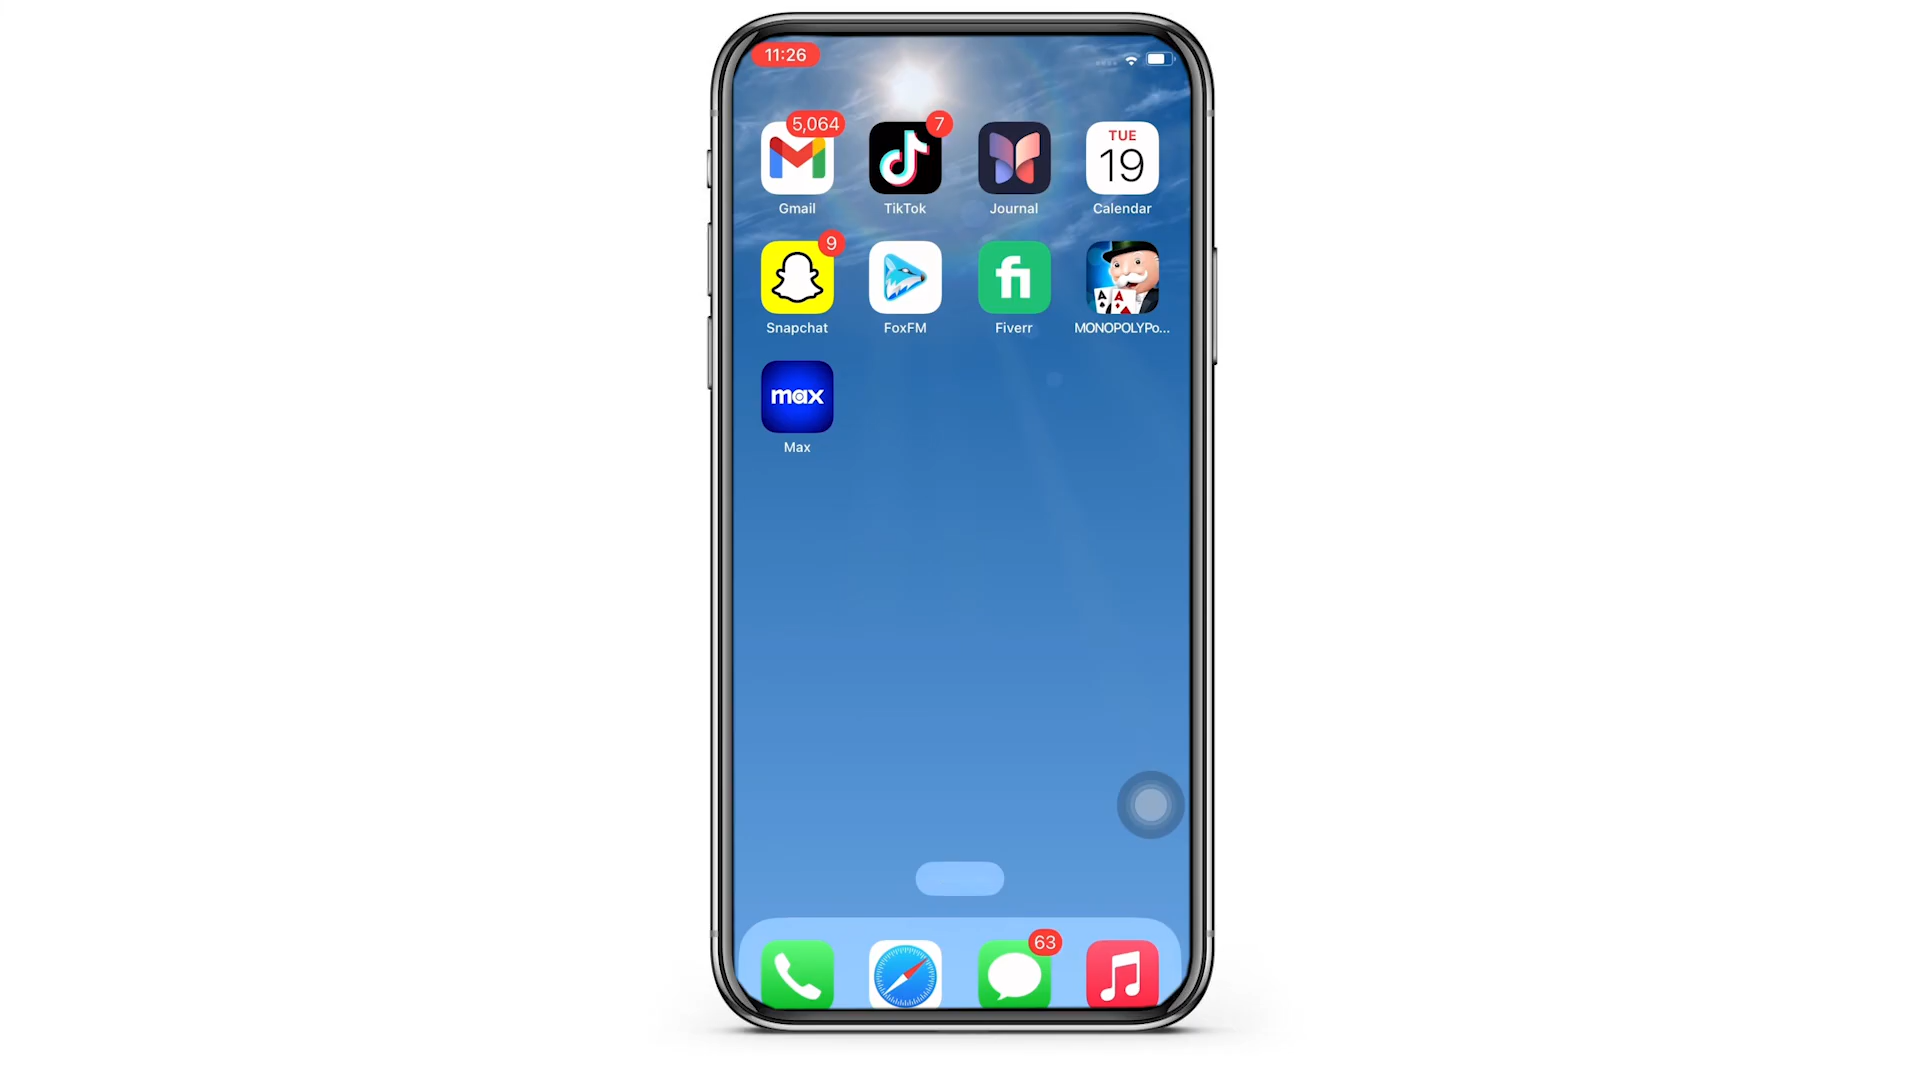 11:26
5,064
7
TUE
19
Gmail
TikTok
Journal
Calendar
9
fi
A A
Snapchat
FoxFM
Fiverr
MONOPOLYPo...
max
Max
63